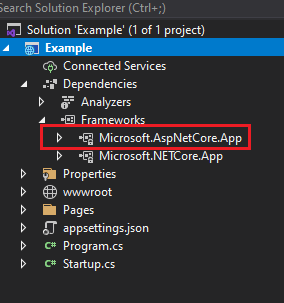 Search Solution Explorer (Ctrl+;)
Solution 'Example' (1 of 1 project)
Example
Connected Services
Dependencies
Analyzers
Frameworks
Microsoft.AspNetCore.App
Microsoft.NETCore.App
Properties
wwwroot
Pages
appsettings.json
C# Program.cs
C# Startup.cs